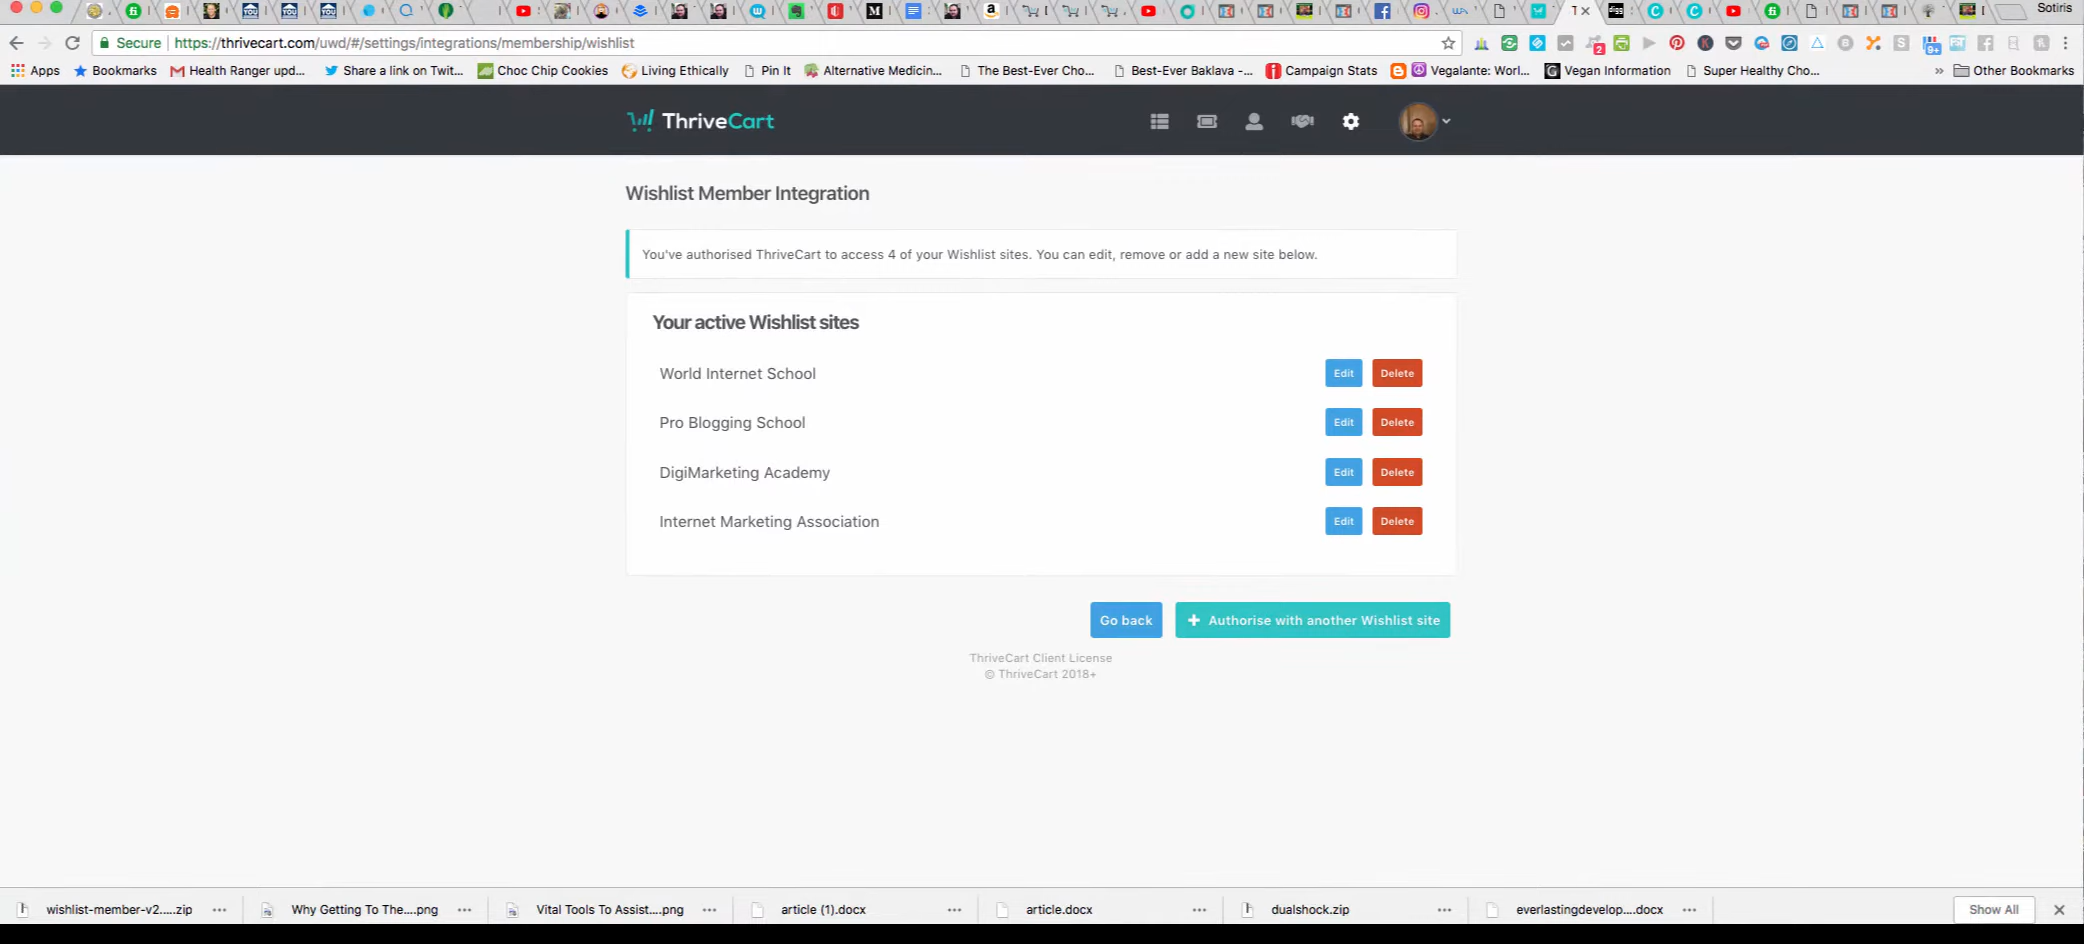 Sotiris
Secure https://thrivecart.com/uwd/#/settings/integrations/membership/wishlist
Apps Bookmarks Health Ranger upd... Share a link on Twit... Choc Chip Cookies Living Ethically Pin It Alternative Medicin... The Best-Ever Cho... Best-Ever Baklava -... Campaign Stats Vegalante: Worl... Vegan Information Super Healthy Cho... » Other Bookmarks
ThriveCart
Wishlist Member Integration
You've authorised ThriveCart to access 4 of your Wishlist sites. You can edit, remove or add a new site below.
Your active Wishlist sites
World Internet School Edit Delete
Pro Blogging School Edit Delete
DigiMarketing Academy Edit Delete
Internet Marketing Association Edit Delete
Go back + Authorise with another Wishlist site
ThriveCart Client License
© ThriveCart 2018+
wishlist-member-v2.....zip Why Getting To The....png Vital Tools To Assist....png article (1).docx article.docx dualshock.zip everlastingdevelop....docx Show All